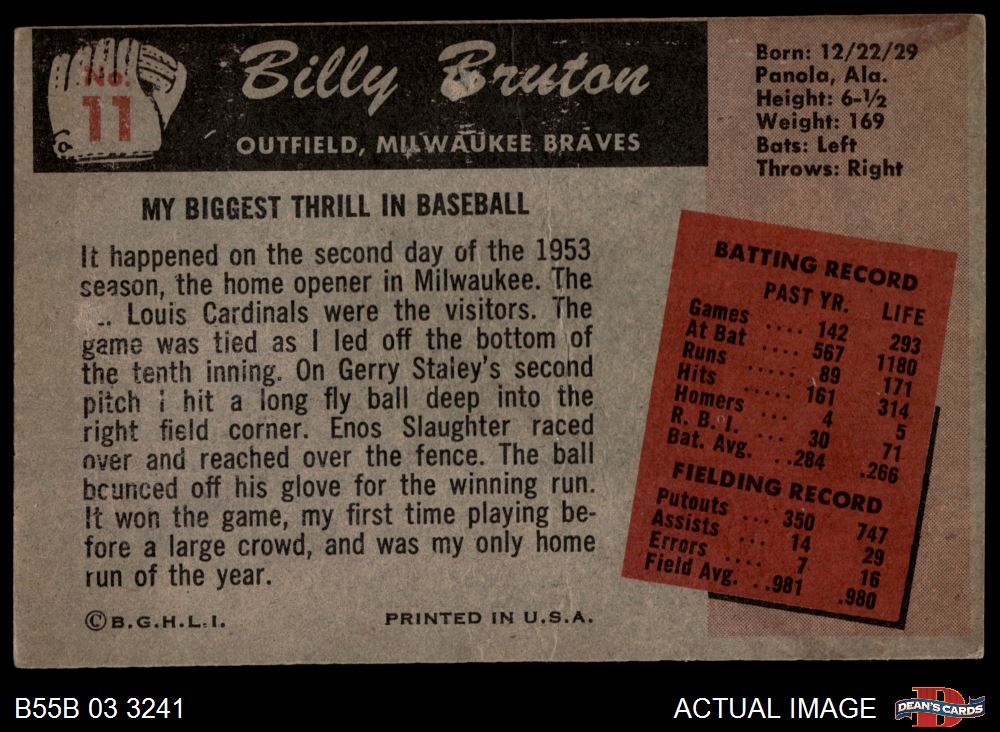 No.
11
Billy Bruton
OUTFIELD, MILWAUKEE BRAVES
Born: 12/22/29
Panola, Ala.
Height: 6-½
Weight: 169
Bats: Left
Throws: Right
MY BIGGEST THRILL IN BASEBALL
It happened on the second day of the 1953
season, the home opener in Milwaukee. The
Louis Cardinals were the visitors. The
game was tied as I led off the bottom of
the tenth inning. On Gerry Staley's second
pitch i hit a long fly ball deep into the
right field corner. Enos Slaughter raced
over and reached over the fence. The ball
bounced off his glove for the winning run.
It won the game, my first time playing be-
fore a large crowd, and was my only home
run of the year.
© B.G.H.L.I.
PRINTED IN U.S.A.
BATTING RECORD
PAST YR. LIFE
Games .... 142 293
At Bat .... 567 1180
Runs ..... 89 171
Hits ..... 161 314
Homers ... 4 5
R. B. I. ... 30 71
Bat. Avg. ..284 .266
FIELDING RECORD
Putouts ... 350 747
Assists ... 14 29
Errors .... 7 16
Field Avg. ..981 .980
B55B 03 3241
ACTUAL IMAGE
DEAN'S CARDS